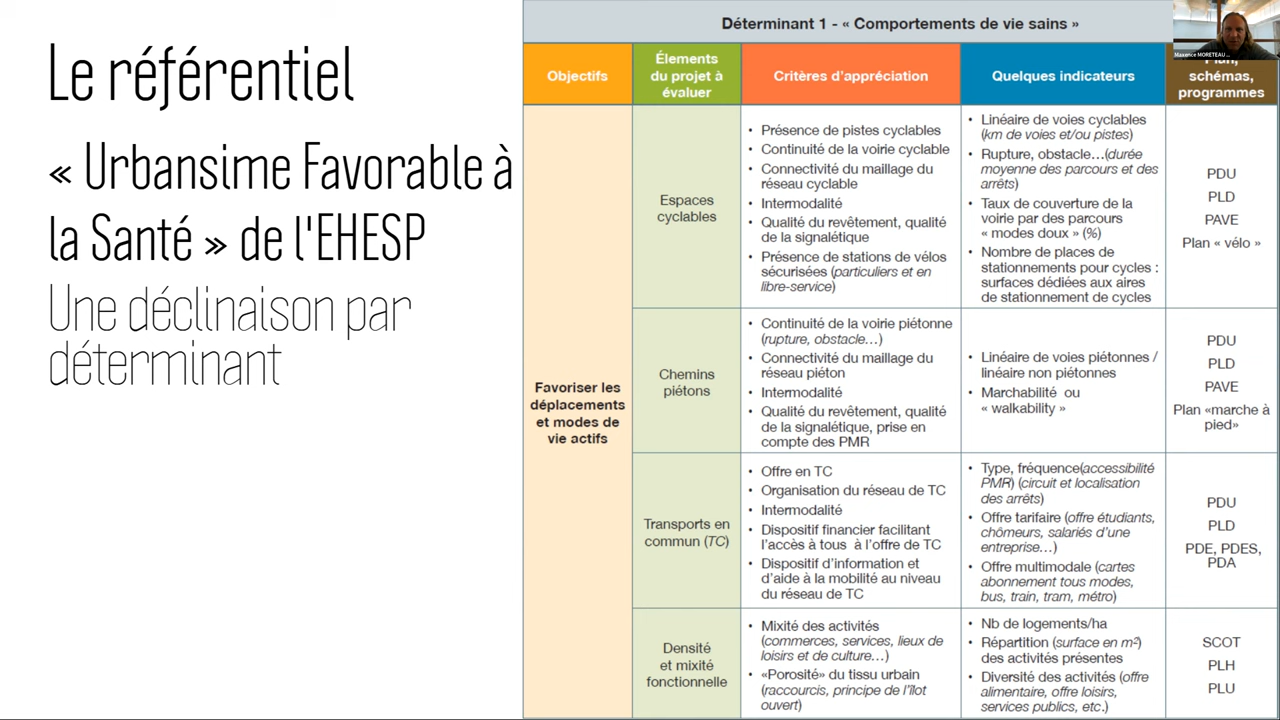 Le référentiel
« Urbansime Favorable à
la Santé » de l'EHESP
Une déclinaison par
déterminant
Déterminant 1 - « Comportements de vie sains »
Maxence MORETEAU ...
Objectifs
Élements
du projet à
évaluer
Critères d'appréciation
Quelques indicateurs
Plan,
schémas,
programmes
Favoriser les
déplacements
et modes de
vie actifs
Espaces
cyclables
• Présence de pistes cyclables
• Continuité de la voirie cyclable
• Connectivité du maillage du
réseau cyclable
• Intermodalité
• Qualité du revêtement, qualité
de la signalétique
• Présence de stations de vélos
sécurisées (particuliers et en
libre-service)
• Linéaire de voies cyclables
(km de voies et/ou pistes)
• Rupture, obstacle…(durée
moyenne des parcours et des
arrêts)
• Taux de couverture de la
voirie par des parcours
« modes doux » (%)
• Nombre de places de
stationnements pour cycles :
surfaces dédiées aux aires
de stationnement de cycles
PDU
PLD
PAVE
Plan « vélo »
Chemins
piétons
• Continuité de la voirie piétonne
(rupture, obstacle…)
• Connectivité du maillage du
réseau piéton
• Intermodalité
• Qualité du revêtement, qualité
de la signalétique, prise en
compte des PMR
• Linéaire de voies piétonnes /
linéaire non piétonnes
• Marchabilité ou
« walkability »
PDU
PLD
PAVE
Plan «marche à
pied»
Transports en
commun (TC)
• Offre en TC
• Organisation du réseau de TC
• Intermodalité
• Dispositif financier facilitant
l'accès à tous à l'offre de TC
• Dispositif d'information et
d'aide à la mobilité au niveau
du réseau de TC
• Type, fréquence(accessibilité
PMR) (circuit et localisation
des arrêts)
• Offre tarifaire (offre étudiants,
chômeurs, salariés d'une
entreprise…)
• Offre multimodale (cartes
abonnement tous modes,
bus, train, tram, métro)
PDU
PLD
PDE, PDES,
PDA
Densité
et mixité
fonctionnelle
• Mixité des activités
(commerces, services, lieux de
loisirs et de culture…)
• «Porosité» du tissu urbain
(raccourcis, principe de l'îlot
ouvert)
• Nb de logements/ha
• Répartition (surface en m²)
des activités présentes
• Diversité des activités (offre
alimentaire, offre loisirs,
services publics, etc.)
SCOT
PLH
PLU